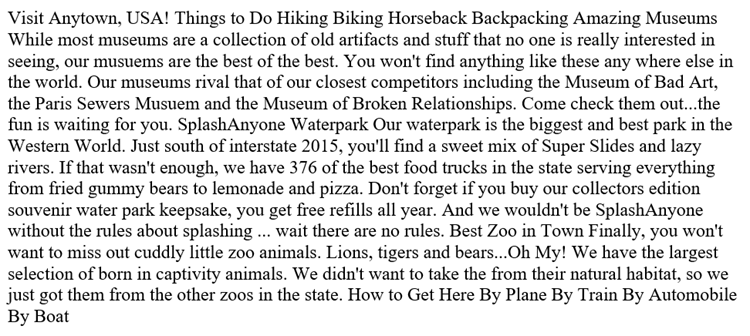 Visit Anytown, USA! Things to Do Hiking Biking Horseback Backpacking Amazing Museums
While most museums are a collection of old artifacts and stuff that no one is really interested in
seeing, our musuems are the best of the best. You won't find anything like these any where else in
the world. Our museums rival that of our closest competitors including the Museum of Bad Art,
the Paris Sewers Musuem and the Museum of Broken Relationships. Come check them out...the
fun is waiting for you. SplashAnyone Waterpark Our waterpark is the biggest and best park in the
Western World. Just south of interstate 2015, you'll find a sweet mix of Super Slides and lazy
rivers. If that wasn't enough, we have 376 of the best food trucks in the state serving everything
from fried gummy bears to lemonade and pizza. Don't forget if you buy our collectors edition
souvenir water park keepsake, you get free refills all year. And we wouldn't be SplashAnyone
without the rules about splashing ... wait there are no rules. Best Zoo in Town Finally, you won't
want to miss out cuddly little zoo animals. Lions, tigers and bears...Oh My! We have the largest
selection of born in captivity animals. We didn't want to take the from their natural habitat, so we
just got them from the other zoos in the state. How to Get Here By Plane By Train By Automobile
By Boat